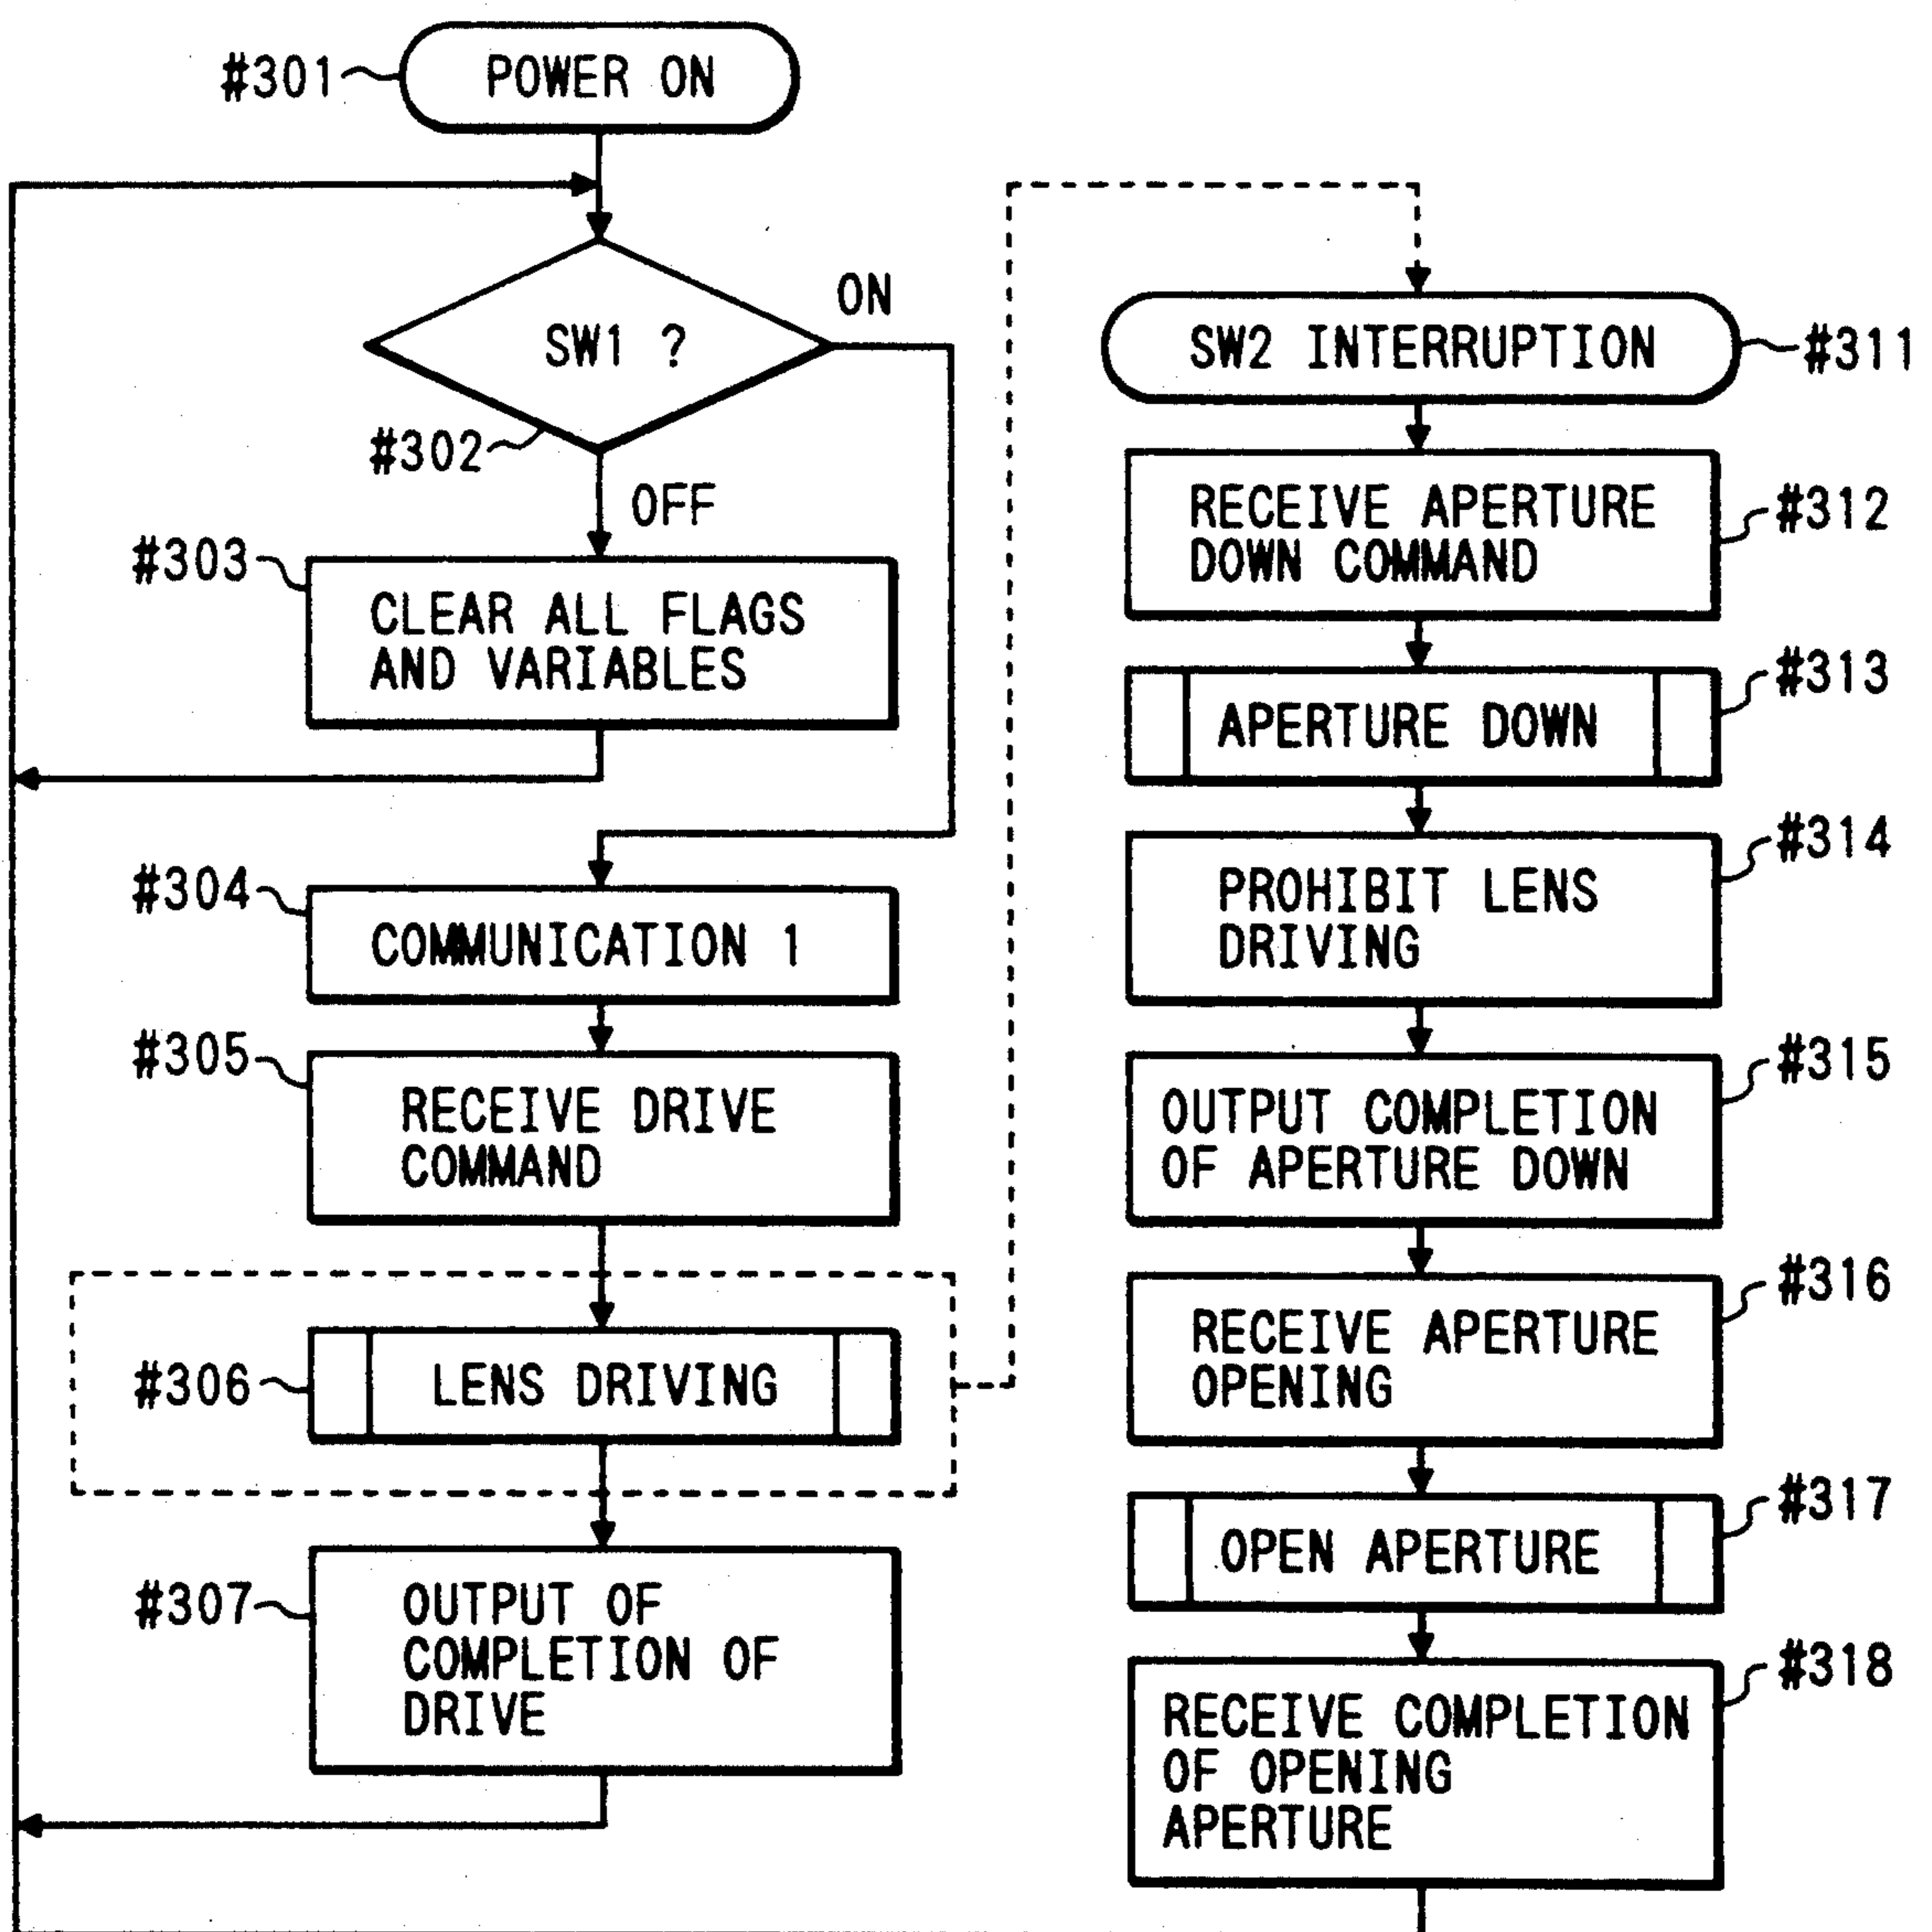 #301
POWER ON
SW1 ?
ON
#302
OFF
#303
CLEAR ALL FLAGS
AND VARIABLES
#304
COMMUNICATION 1
#305
RECEIVE DRIVE
COMMAND
#306
LENS DRIVING
#307
OUTPUT OF
COMPLETION OF
DRIVE
SW2 INTERRUPTION
#311
RECEIVE APERTURE
DOWN COMMAND
#312
APERTURE DOWN
#313
PROHIBIT LENS
DRIVING
#314
OUTPUT COMPLETION
OF APERTURE DOWN
#315
RECEIVE APERTURE
OPENING
#316
OPEN APERTURE
#317
RECEIVE COMPLETION
OF OPENING
APERTURE
#318